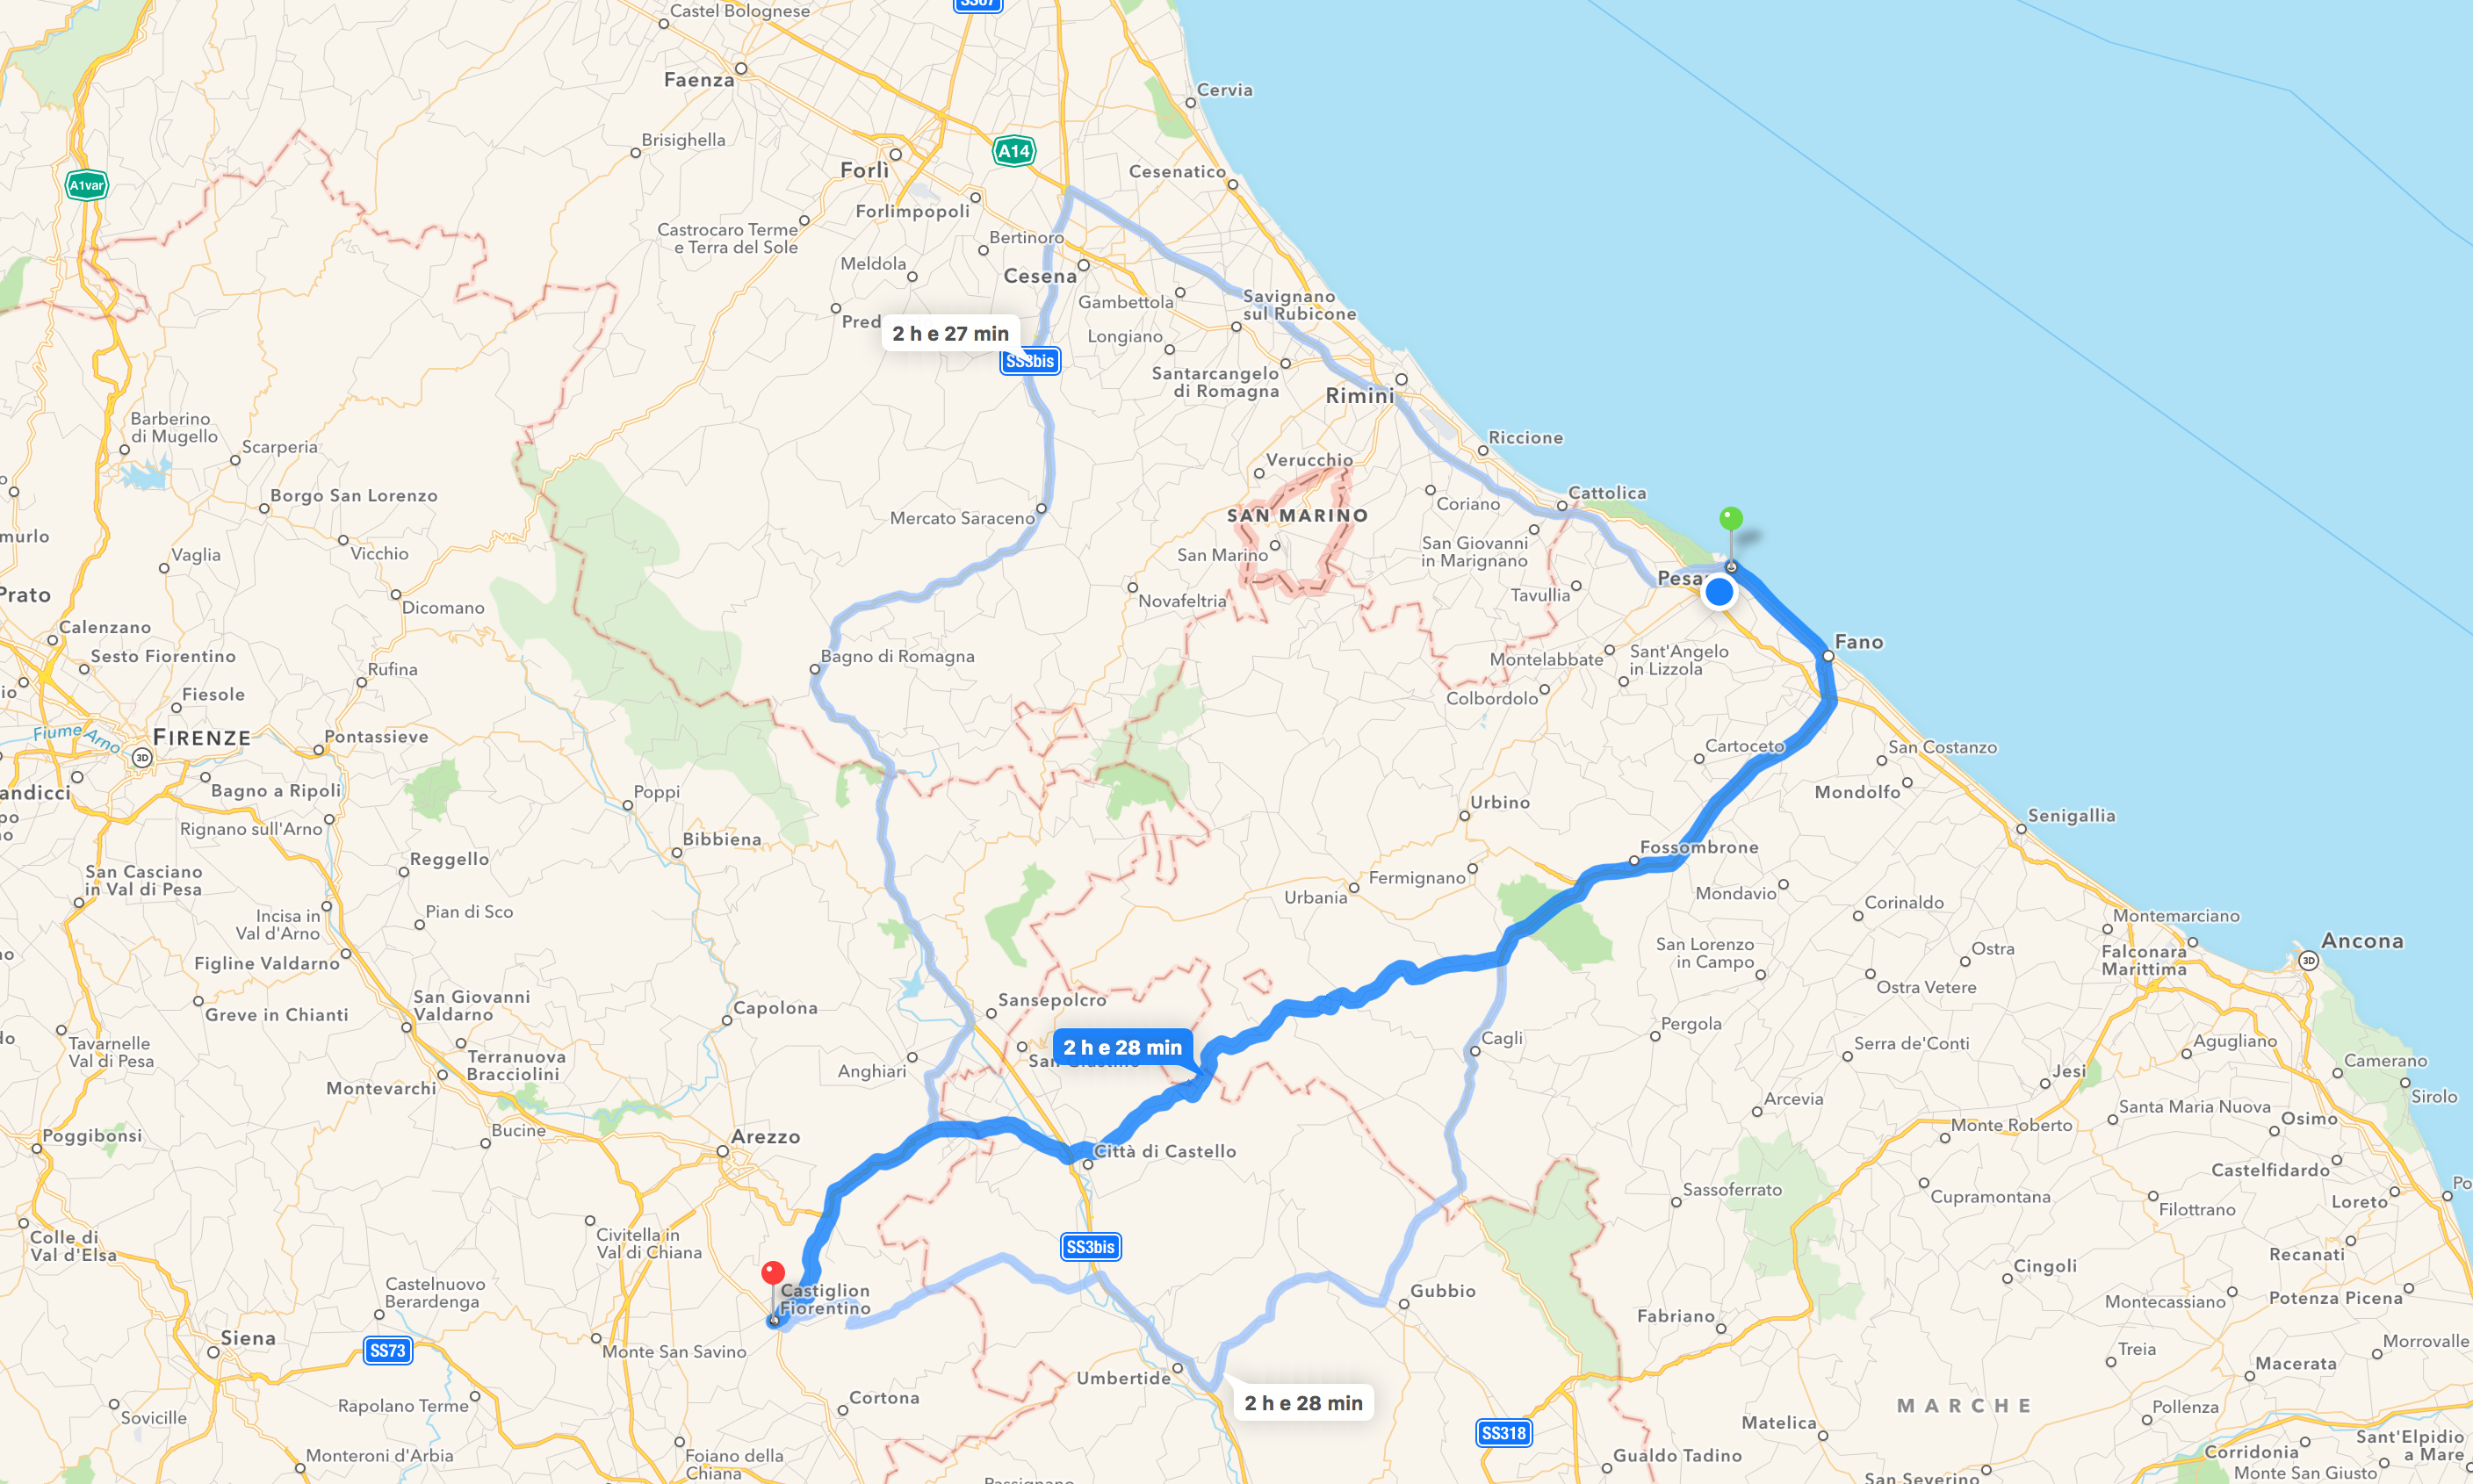 SS67
Castel Bolognese
Faenza
Cervia
Brisighella
A14
Forlì
Cesenatico
A1var
Forlimpopoli
Castrocaro Terme
e Terra del Sole
Bertinoro
Meldola
Cesena
Gambettola
Savignano
sul Rubicone
Pred
2 h e 27 min
Longiano
SS3bis
Santarcangelo
di Romagna
Rimini
Barberino
di Mugello
Scarperia
Riccione
Verucchio
Borgo San Lorenzo
Cattolica
Coriano
Mercato Saraceno
SAN MARINO
murlo
Vicchio
Vaglia
San Marino
San Giovanni
in Marignano
Pesar
Prato
Dicomano
Novafeltria
Tavullia
Calenzano
Sesto Fiorentino
Rufina
Bagno di Romagna
Fano
Montelabbate
Sant'Angelo
in Lizzola
io
Fiesole
Colbordolo
Fiume Arno
FIRENZE
3D
Pontassieve
Cartoceto
San Costanzo
andicci
Bagno a Ripoli
Poppi
Mondolfo
Urbino
Senigallia
Rignano sull'Arno
Bibbiena
Reggello
Fossombrone
San Casciano
in Val di Pesa
Fermignano
Urbania
Mondavio
Corinaldo
Incisa in
Val d'Arno
Pian di Sco
Montemarciano
Ancona
3D
San Lorenzo
in Campo
Ostra
Falconara
Marittima
Figline Valdarno
Ostra Vetere
San Giovanni
Valdarno
Sansepolcro
Greve in Chianti
Capolona
Pergola
Cagli
Tavarnelle
Val di Pesa
2 h e 28 min
Serra de'Conti
Agugliano
Terranuova
Bracciolini
Anghiari
San Giustino
Camerano
Montevarchi
Jesi
Sirolo
Arcevia
Santa Maria Nuova
Osimo
Poggibonsi
Bucine
Arezzo
Monte Roberto
Città di Castello
Castelfidardo
Sassoferrato
Cupramontana
Loreto
Po
Filottrano
Colle di
Val d'Elsa
Civitella in
Val di Chiana
SS3bis
Recanati
Cingoli
Castelnuovo
Berardenga
Castiglion
Fiorentino
Gubbio
Montecassiano
Potenza Picena
Fabriano
Siena
SS73
Monte San Savino
Morrovalle
Treia
Macerata
Umbertide
Rapolano Terme
Cortona
2 h e 28 min
MARCHE
Sovicille
Pollenza
Matelica
SS318
Monteroni d'Arbia
Foiano della
Chiana
Gualdo Tadino
Corridonia
Sant'Elpidio
a Mare
Passignano
San Severino
Monte San Giusto